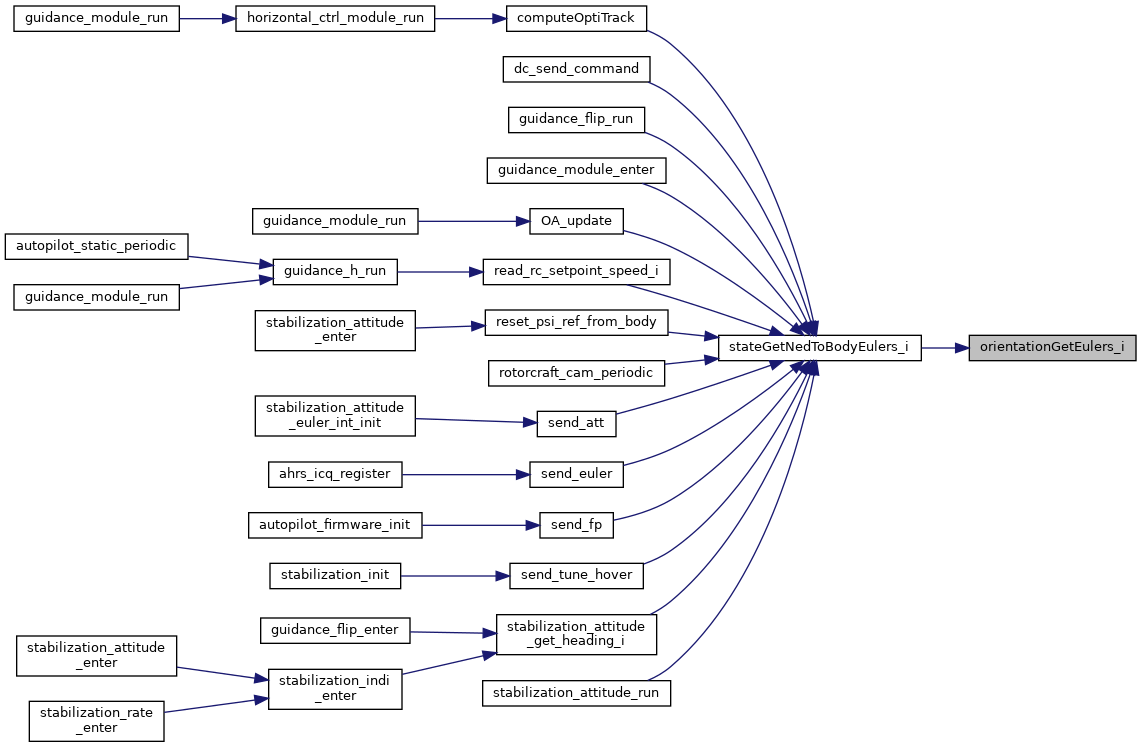 guidance_module_run
horizontal_ctrl_module_run
computeOptiTrack
dc_send_command
guidance_flip_run
guidance_module_enter
guidance_module_run
OA_update
autopilot_static_periodic
guidance_h_run
read_rc_setpoint_speed_i
guidance_module_run
stabilization_attitude
_enter
reset_psi_ref_from_body
stateGetNedToBodyEulers_i
orientationGetEulers_i
rotorcraft_cam_periodic
stabilization_attitude
_euler_int_init
send_att
ahrs_icq_register
send_euler
autopilot_firmware_init
send_fp
stabilization_init
send_tune_hover
guidance_flip_enter
stabilization_attitude
_get_heading_i
stabilization_attitude
_enter
stabilization_indi
_enter
stabilization_attitude_run
stabilization_rate
_enter